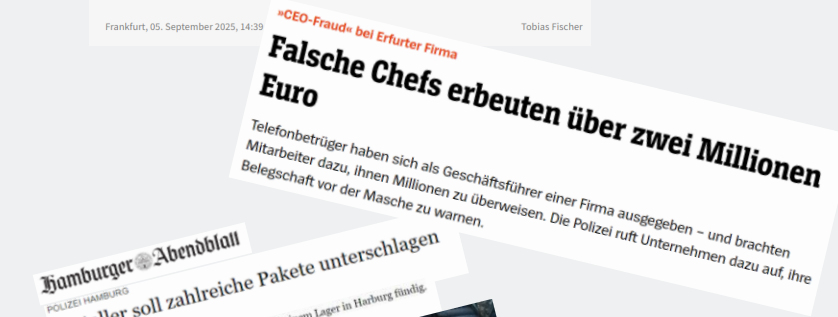 Frankfurt, 05. September 2025, 14:39
Tobias Fischer
»CEO-Fraud« bei Erfurter Firma
Falsche Chefs erbeuten über zwei Millionen
Euro
Telefonbetrüger haben sich als Geschäftsführer einer Firma ausgegeben – und brachten
Mitarbeiter dazu, ihnen Millionen zu überweisen. Die Polizei ruft Unternehmen dazu auf, ihre
Belegschaft vor der Masche zu warnen.
Hamburger Abendblatt
POLIZEI HAMBURG
soll zahlreiche Pakete unterschlagen
Lager in Harburg fündig.